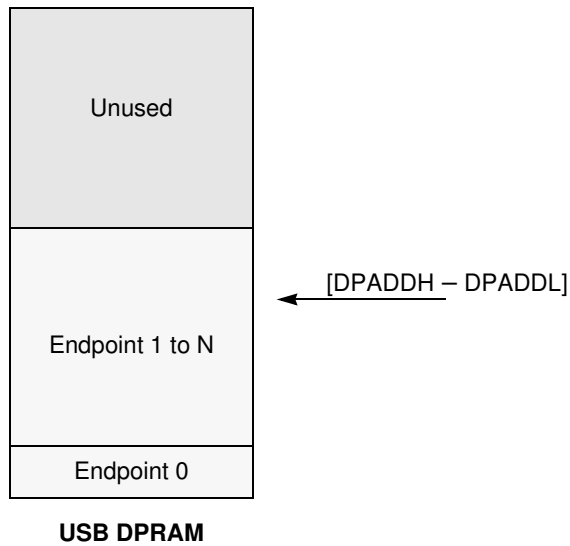 Unused
[DPADDH – DPADDL]
Endpoint 1 to N
Endpoint 0
USB DPRAM